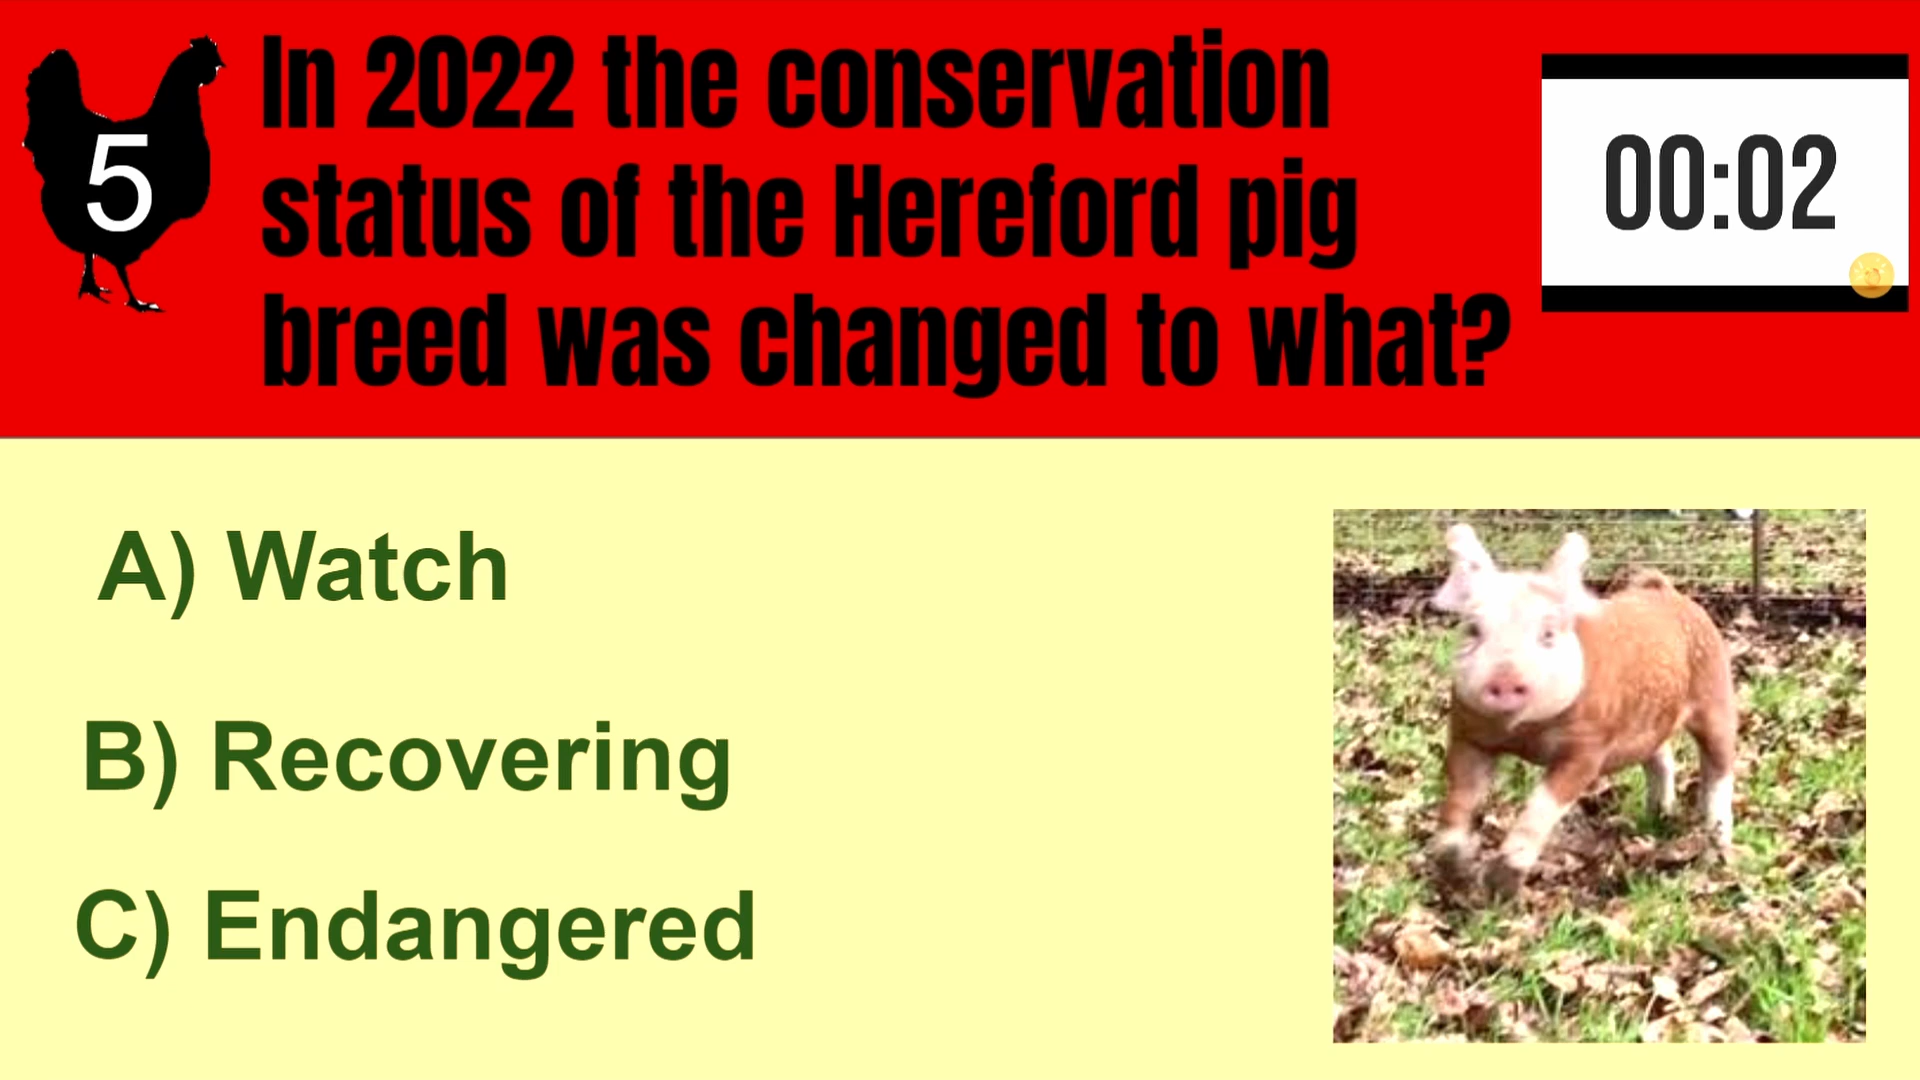 5
In 2022 the conservation
status of the Hereford pig
breed was changed to what?
00:02
A) Watch
B) Recovering
C) Endangered